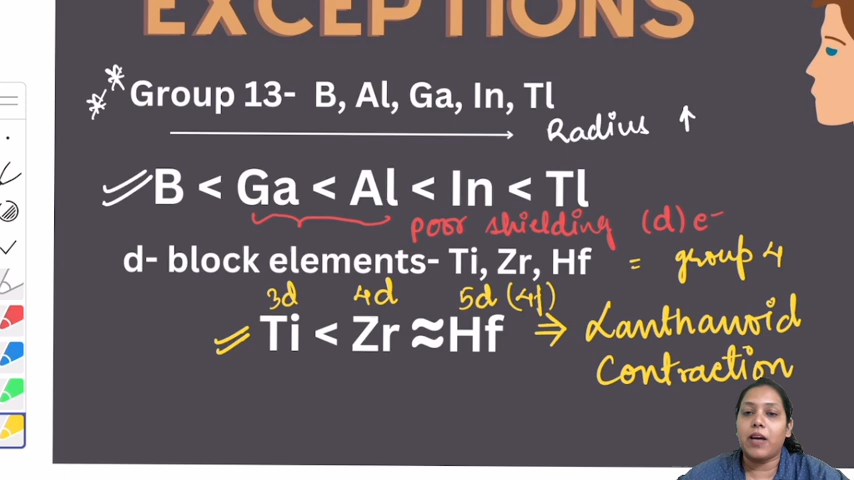 EXCEPTIONS
** Group 13- B, Al, Ga, In, Tl
Radius ↑
B < Ga < Al < In < Tl
poor shielding (d) e⁻
d- block elements- Ti, Zr, Hf = group 4
3d 4d 5d (4f)
Ti < Zr ≈ Hf ⇒ Lanthanoid
Contraction